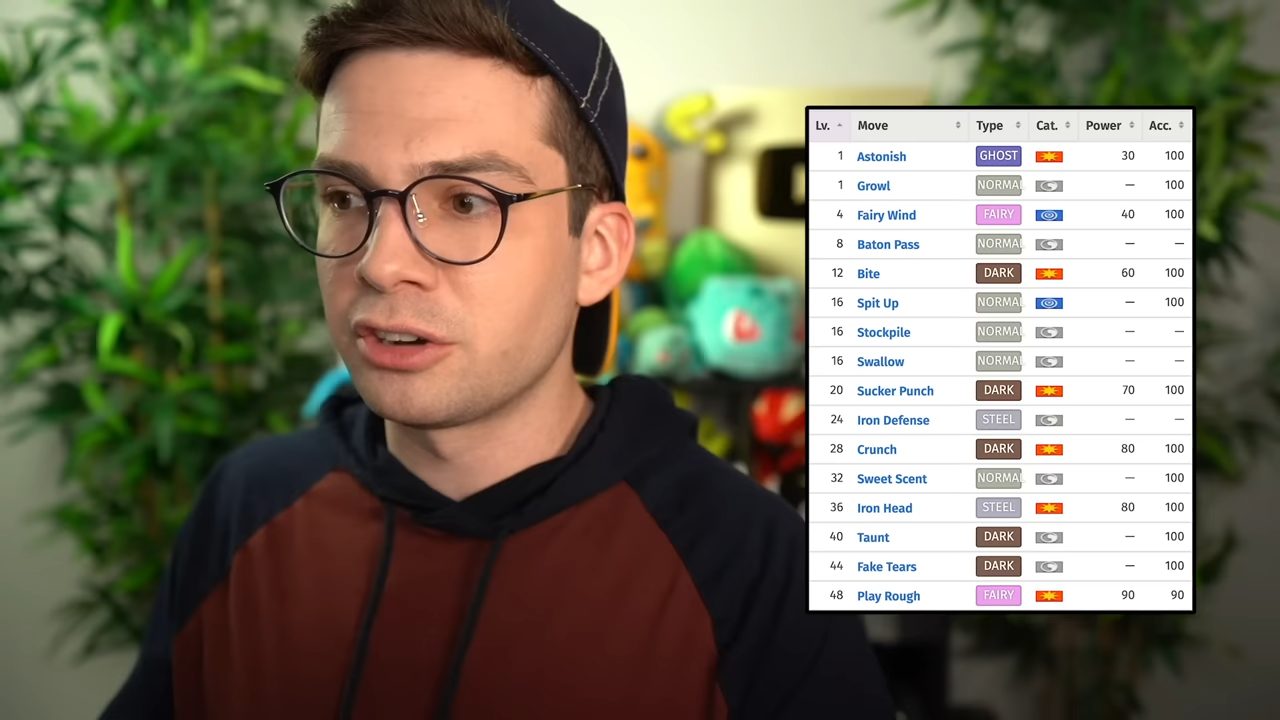 Lv. Move Type Cat. Power Acc.
1 Astonish GHOST 30 100
1 Growl NORMAL — 100
4 Fairy Wind FAIRY 40 100
8 Baton Pass NORMAL — —
12 Bite DARK 60 100
16 Spit Up NORMAL — 100
16 Stockpile NORMAL — —
16 Swallow NORMAL — —
20 Sucker Punch DARK 70 100
24 Iron Defense STEEL — —
28 Crunch DARK 80 100
32 Sweet Scent NORMAL — 100
36 Iron Head STEEL 80 100
40 Taunt DARK — 100
44 Fake Tears DARK — 100
48 Play Rough FAIRY 90 90